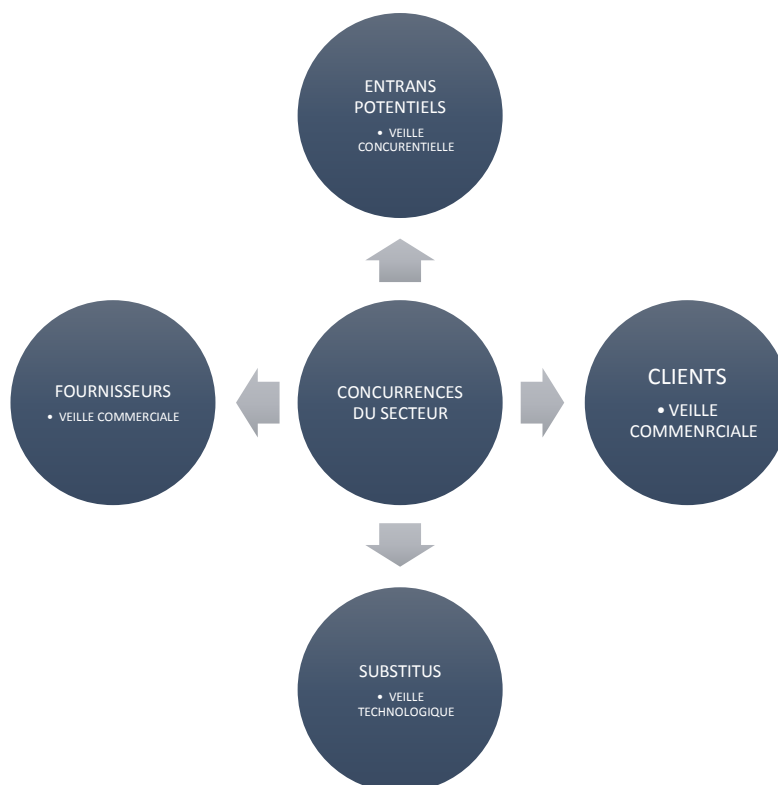 ENTRANS
POTENTIELS
• VEILLE
CONCURENTIELLE
FOURNISSEURS
• VEILLE COMMERCIALE
CONCURRENCES
DU SECTEUR
CLIENTS
• VEILLE
COMMENRCIALE
SUBSTITUS
• VEILLE
TECHNOLOGIQUE